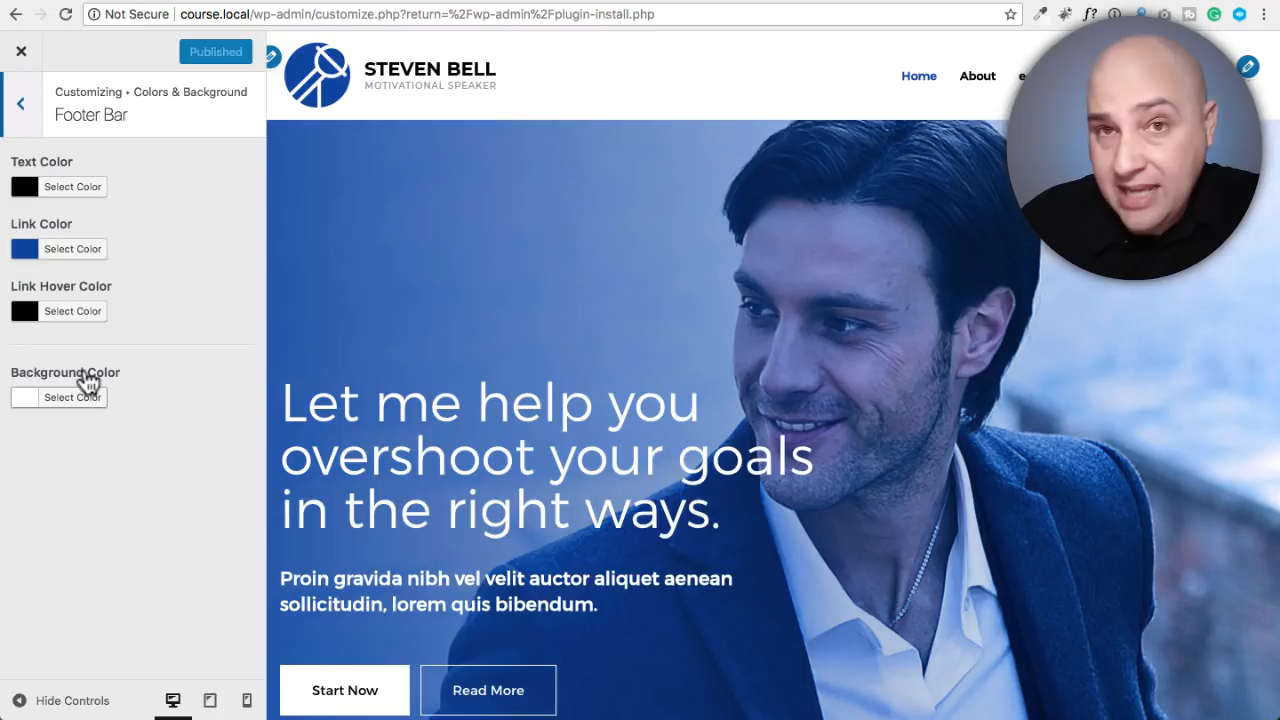 Not Secure | course.local/wp-admin/customize.php?return=%2Fwp-admin%2Fplugin-install.php
Published
Customizing ▸ Colors & Background
Footer Bar
Text Color
Select Color
Link Color
Select Color
Link Hover Color
Select Color
Background Color
Select Color
Hide Controls
STEVEN BELL
MOTIVATIONAL SPEAKER
Home
About
Let me help you
overshoot your goals
in the right ways.
Proin gravida nibh vel velit auctor aliquet aenean
sollicitudin, lorem quis bibendum.
Start Now
Read More